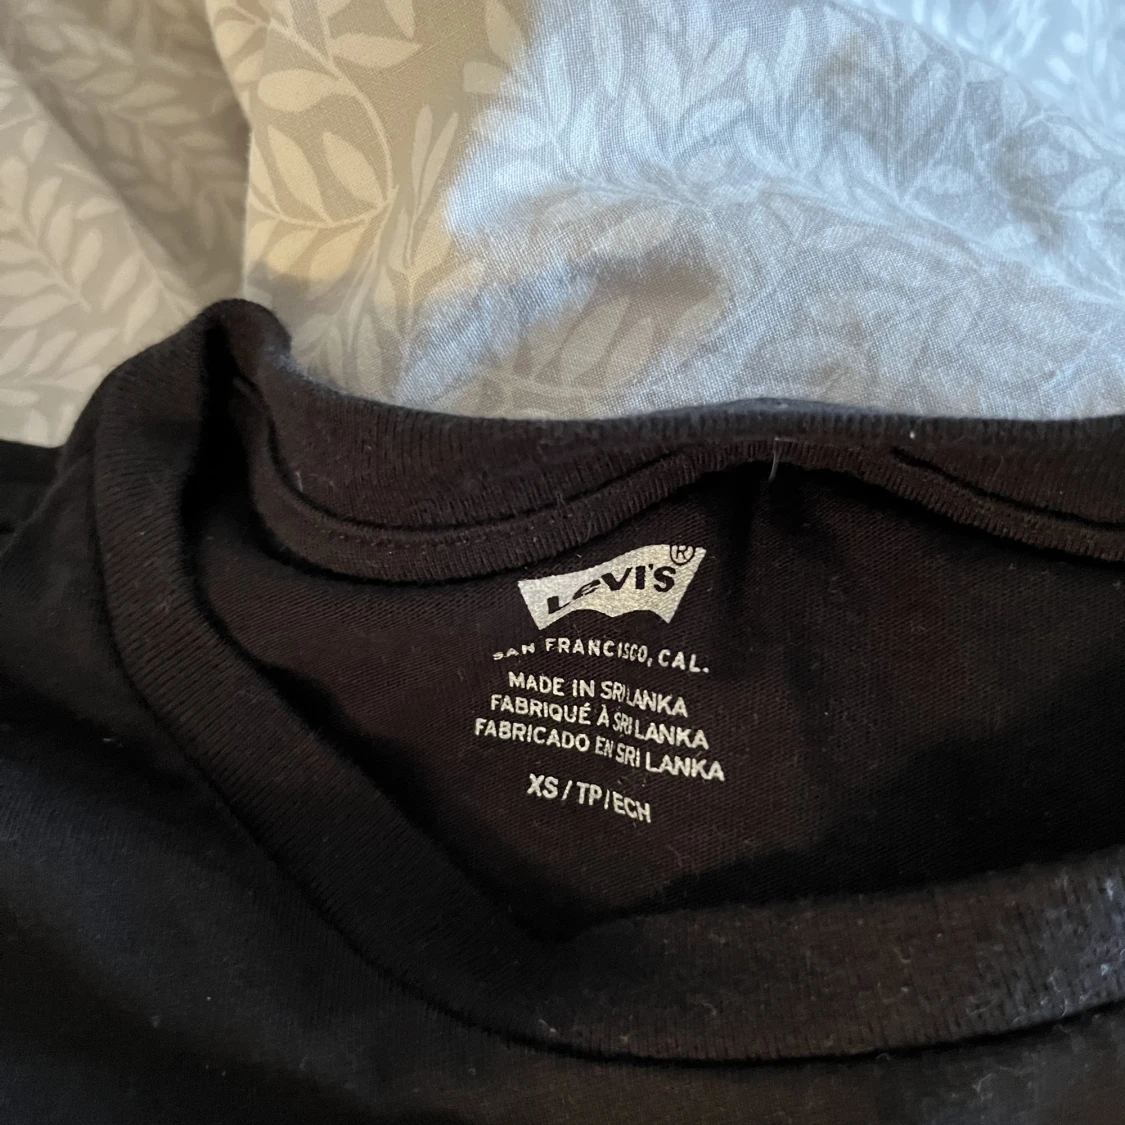 LeVI'S®
SAN FRANCISCO, CAL.
MADE IN SRI LANKA
FABRIQUÉ À SRI LANKA
FABRICADO EN SRI LANKA
XS / TP / ECH